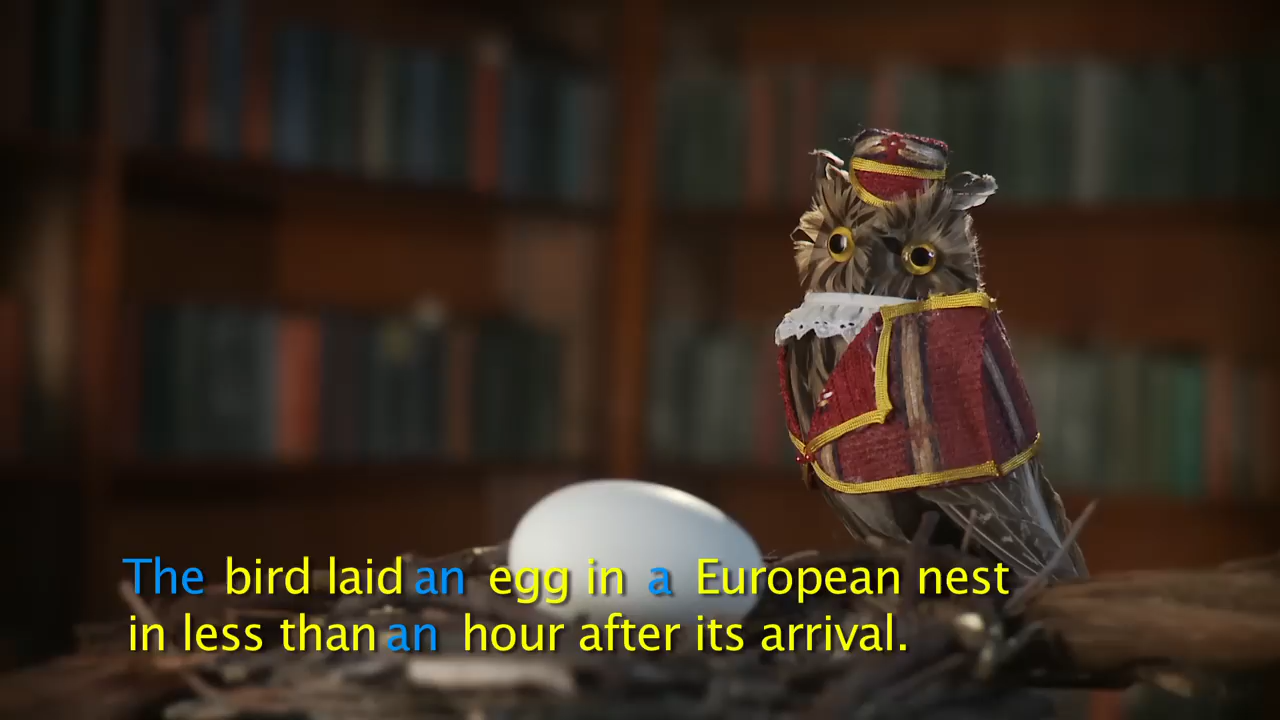 The bird laid an egg in a European nest
in less than an hour after its arrival.